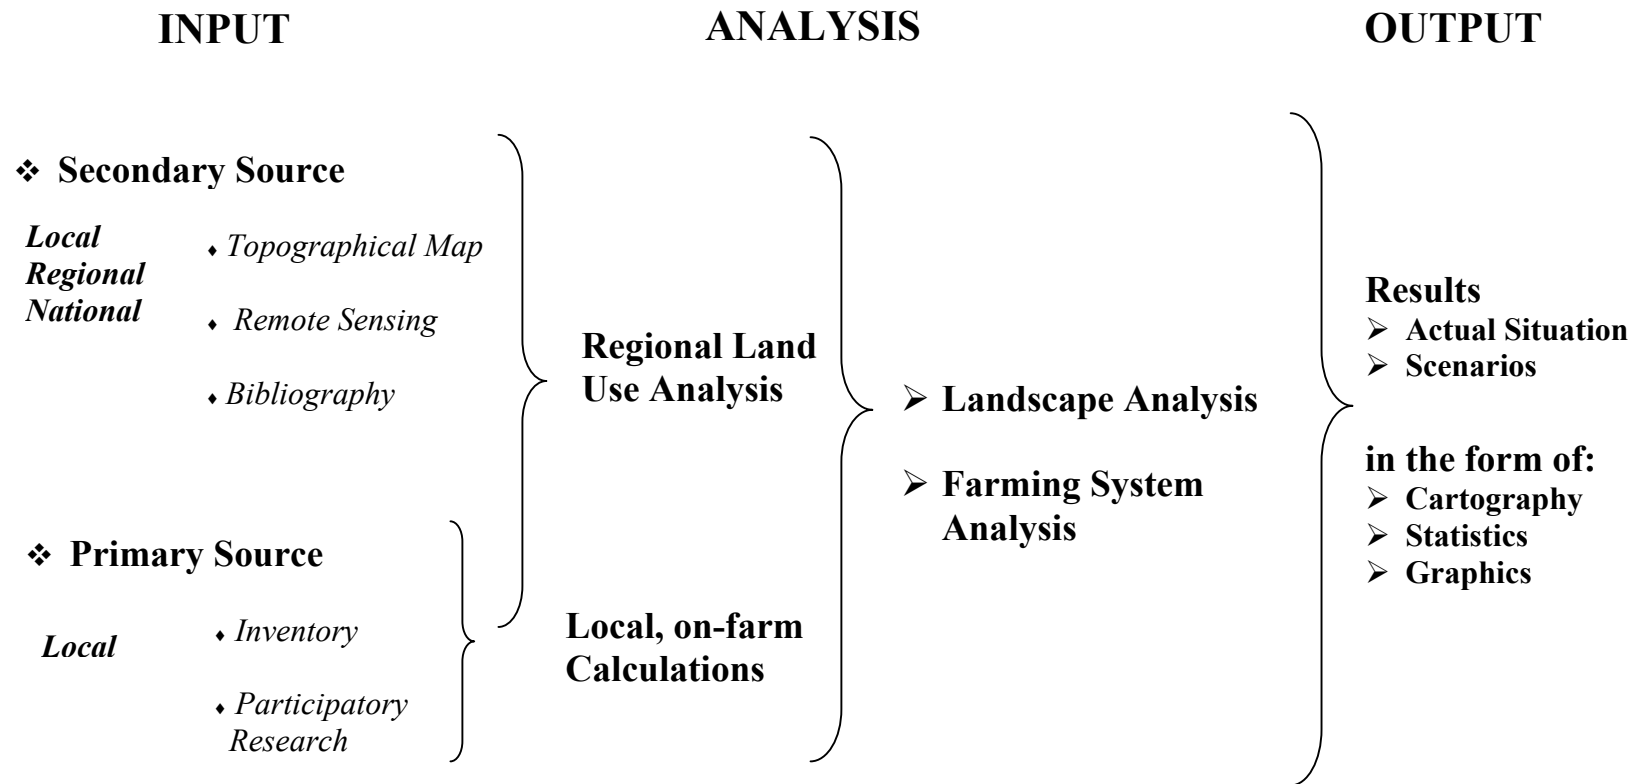 INPUT
ANALYSIS
OUTPUT
❖ Secondary Source
Local
Regional
National
♦ Topographical Map
♦ Remote Sensing
♦ Bibliography
❖ Primary Source
Local
♦ Inventory
♦ Participatory
Research
Regional Land
Use Analysis
Local, on-farm
Calculations
➢ Landscape Analysis
➢ Farming System
Analysis
Results
➢ Actual Situation
➢ Scenarios
in the form of:
➢ Cartography
➢ Statistics
➢ Graphics